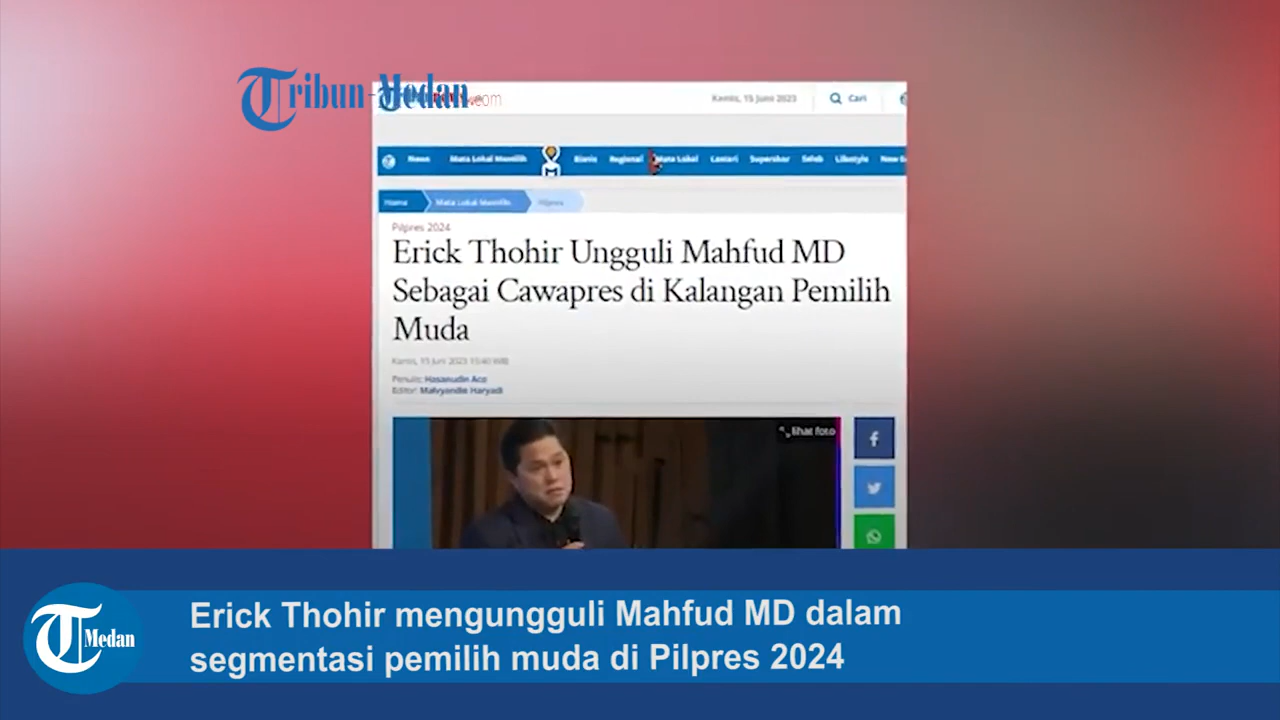 Tribun-Medan
.com
Kamis, 15 Juni 2023
Cari
News Mata Lokal Memilih Bisnis Regional Mata Lokal Lestari Superskor Seleb Lifestyle New
Home Mata Lokal Memilih Pilpres
Pilpres 2024
Erick Thohir Ungguli Mahfud MD
Sebagai Cawapres di Kalangan Pemilih
Muda
Kamis, 15 Juni 2023 15:40 WIB
Penulis: Hasanudin Aco
Editor: Malvyandie Haryadi
lihat foto
T Medan
Erick Thohir mengungguli Mahfud MD dalam
segmentasi pemilih muda di Pilpres 2024